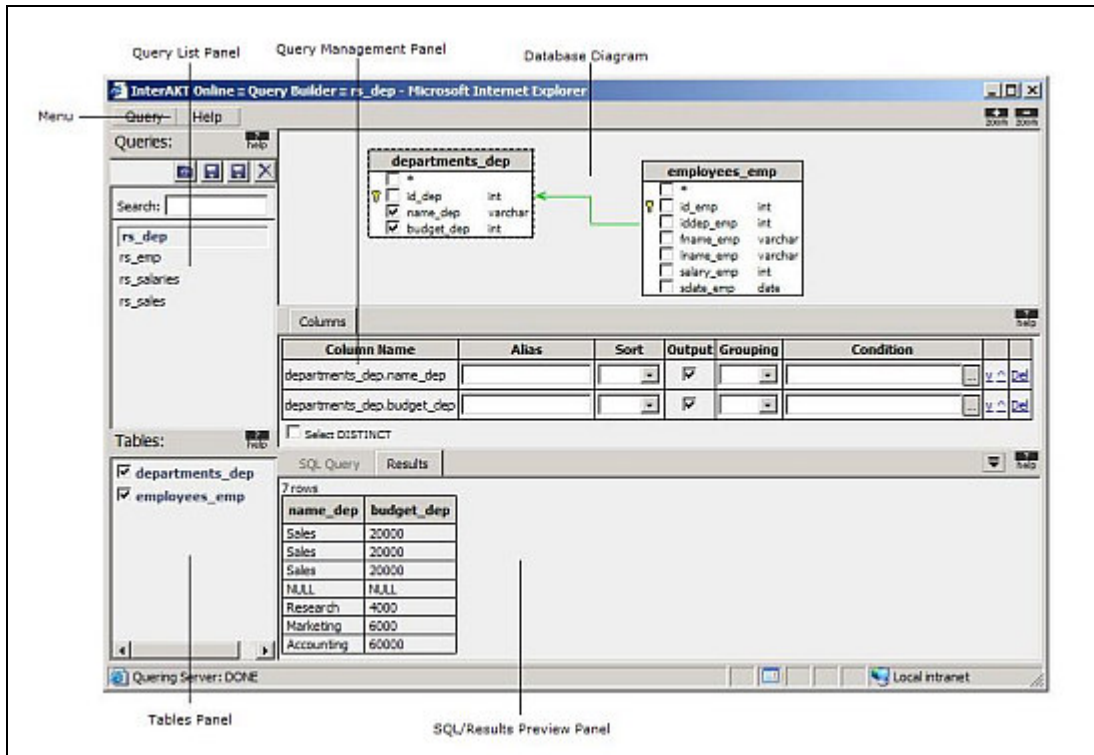 Query List Panel
Query Management Panel
Database Diagram
InterAKT Online :: Query Builder :: rs_dep - Microsoft Internet Explorer
Menu
Query
Help
zoom
zoom
Queries:
help
Search:
rs_dep
rs_emp
rs_salaries
rs_sales
departments_dep
*
id_dep int
name_dep varchar
budget_dep int
employees_emp
*
id_emp int
iddep_emp int
fname_emp varchar
lname_emp varchar
salary_emp int
sdate_emp date
Columns
help
Column Name Alias Sort Output Grouping Condition
departments_dep.name_dep ... v ^ Del
departments_dep.budget_dep ... v ^ Del
Select DISTINCT
Tables:
help
departments_dep
employees_emp
SQL Query
Results
help
7 rows
name_dep budget_dep
Sales 20000
Sales 20000
Sales 20000
NULL NULL
Research 4000
Marketing 6000
Accounting 60000
Quering Server: DONE
Local intranet
Tables Panel
SQL/Results Preview Panel